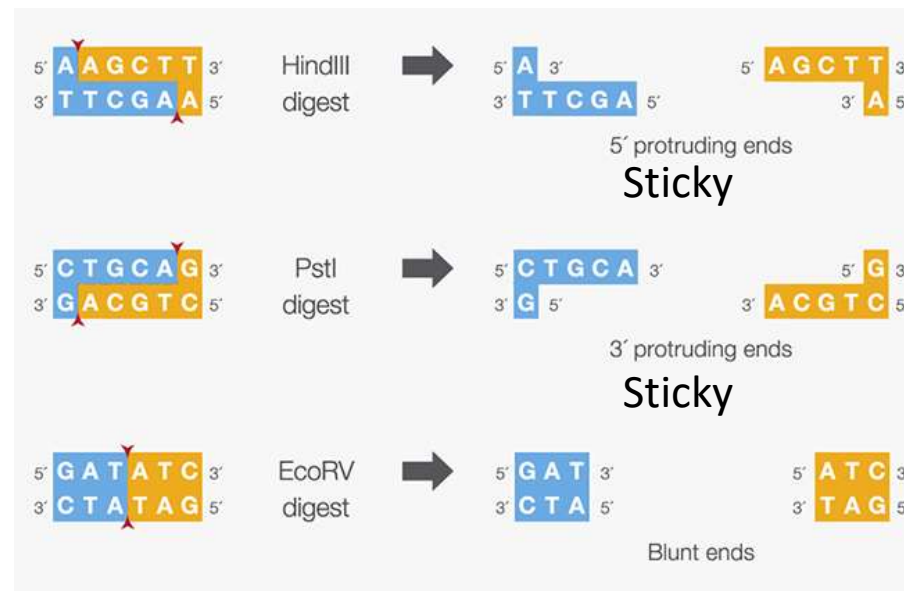 5′ A A G C T T 3′ HindIII 5′ A 3′ 5′ A G C T T 3
3′ T T C G A A 5′ digest 3′ T T C G A 5′ 3′ A 5
5′ protruding ends
Sticky
5′ C T G C A G 3′ PstI 5′ C T G C A 3′ 5′ G 3
3′ G A C G T C 5′ digest 3′ G 5′ 3′ A C G T C 5
3′ protruding ends
Sticky
5′ G A T A T C 3′ EcoRV 5′ G A T 3′ 5′ A T C 3
3′ C T A T A G 5′ digest 3′ C T A 5′ 3′ T A G 5
Blunt ends